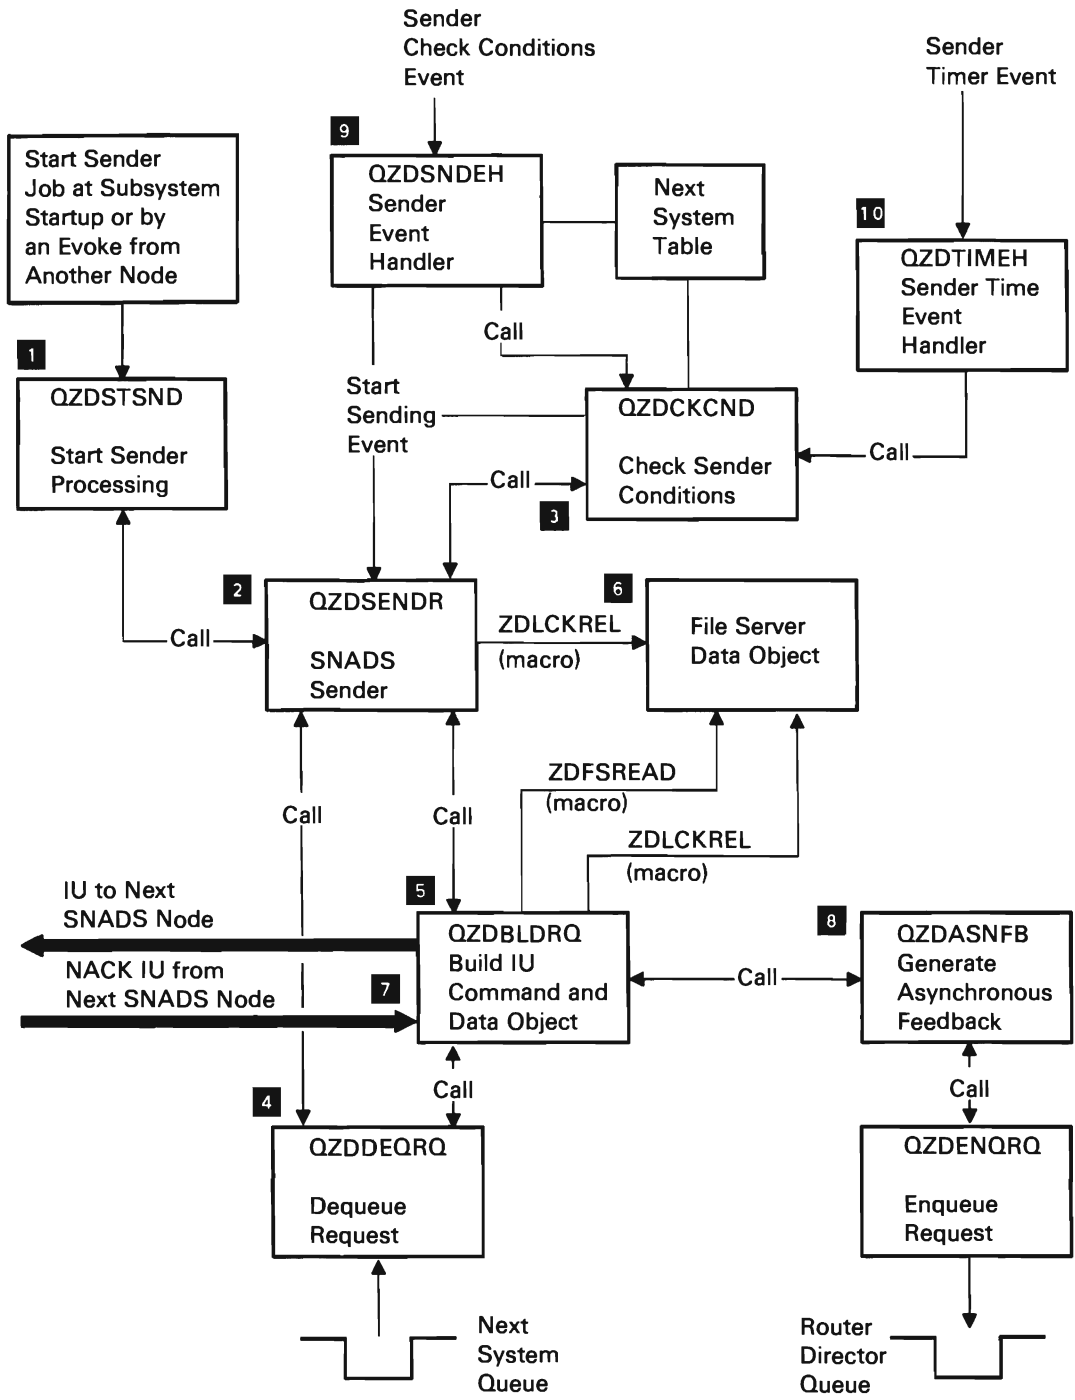 Sender
Check Conditions
Event
Sender
Timer Event
9
Start Sender
Job at Subsystem
Startup or by
an Evoke from
Another Node
QZDSNDEH
Sender
Event
Handler
Next
System
Table
10
QZDTIMEH
Sender Time
Event
Handler
Call
1
QZDSTSND
Start Sender
Processing
Start
Sending
Event
QZDCKCND
Check Sender
Conditions
Call
Call
3
2
QZDSENDR
SNADS
Sender
Call
ZDLCKREL
(macro)
6
File Server
Data Object
ZDFSREAD
(macro)
Call
Call
ZDLCKREL
(macro)
IU to Next
SNADS Node
5
QZDBLDRQ
Build IU
Command and
Data Object
NACK IU from
Next SNADS Node
7
Call
8
QZDASNFB
Generate
Asynchronous
Feedback
Call
Call
4
QZDDEQRQ
Dequeue
Request
QZDENQRQ
Enqueue
Request
Next
System
Queue
Router
Director
Queue